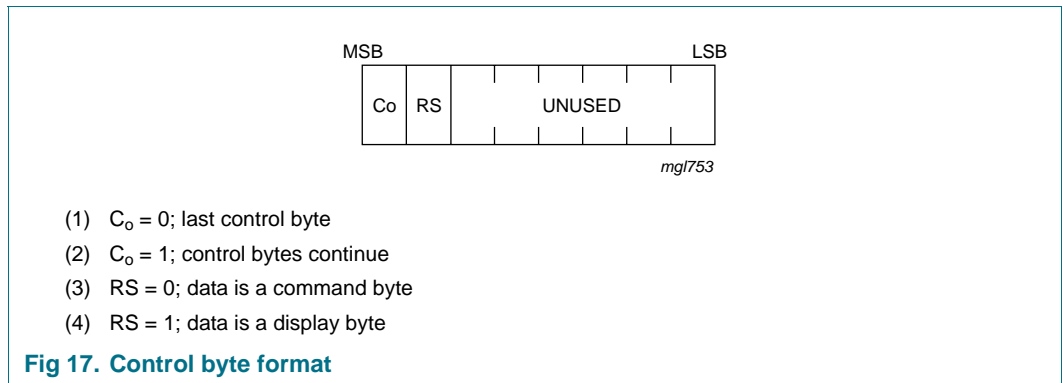 MSB LSB
Co RS UNUSED
mgl753
(1) Co = 0; last control byte
(2) Co = 1; control bytes continue
(3) RS = 0; data is a command byte
(4) RS = 1; data is a display byte
Fig 17. Control byte format